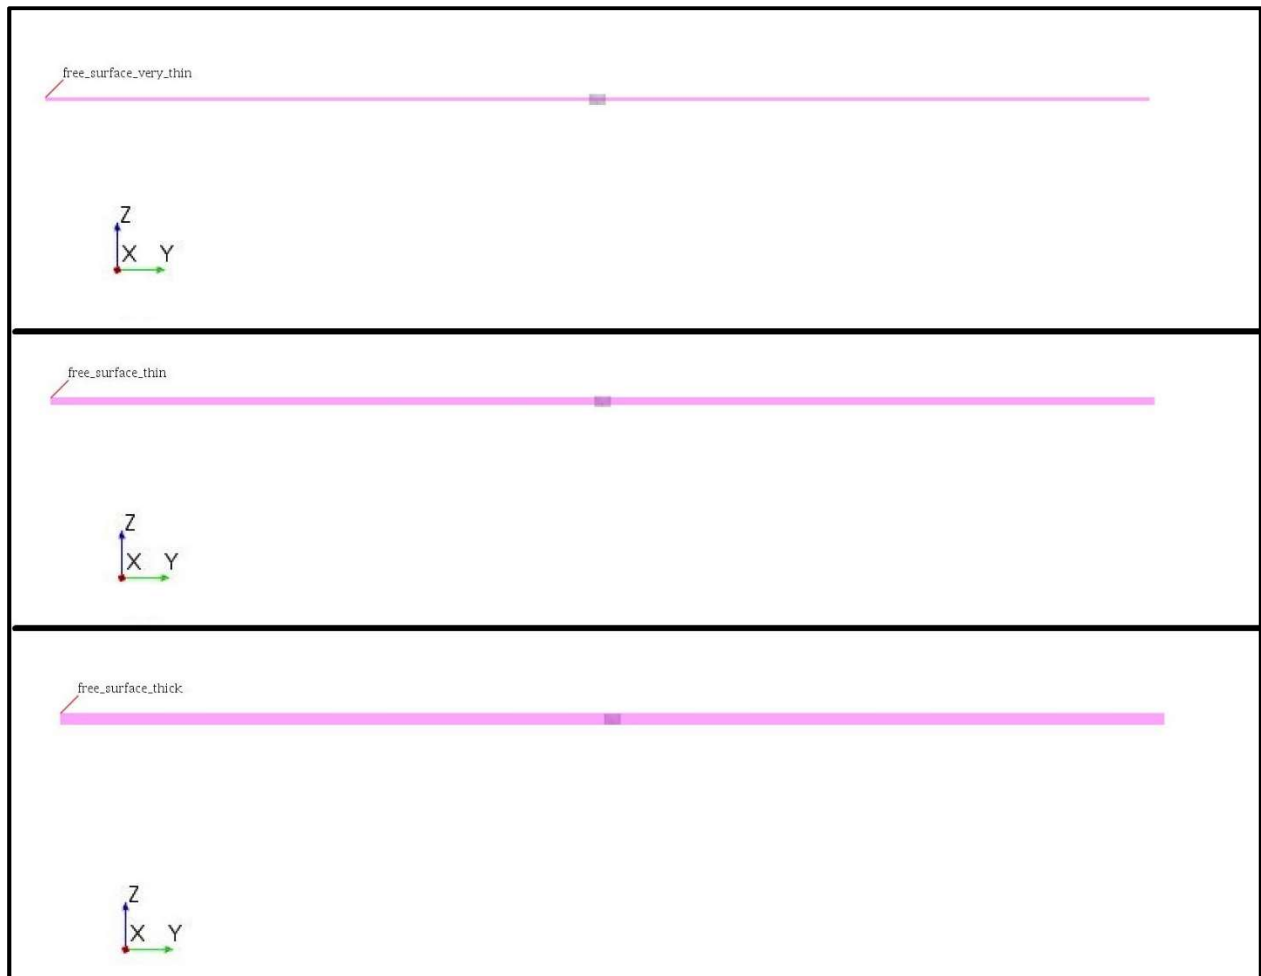 free_surface_very_thin
Z
X Y
free_surface_thin
Z
X Y
free_surface_thick
Z
X Y